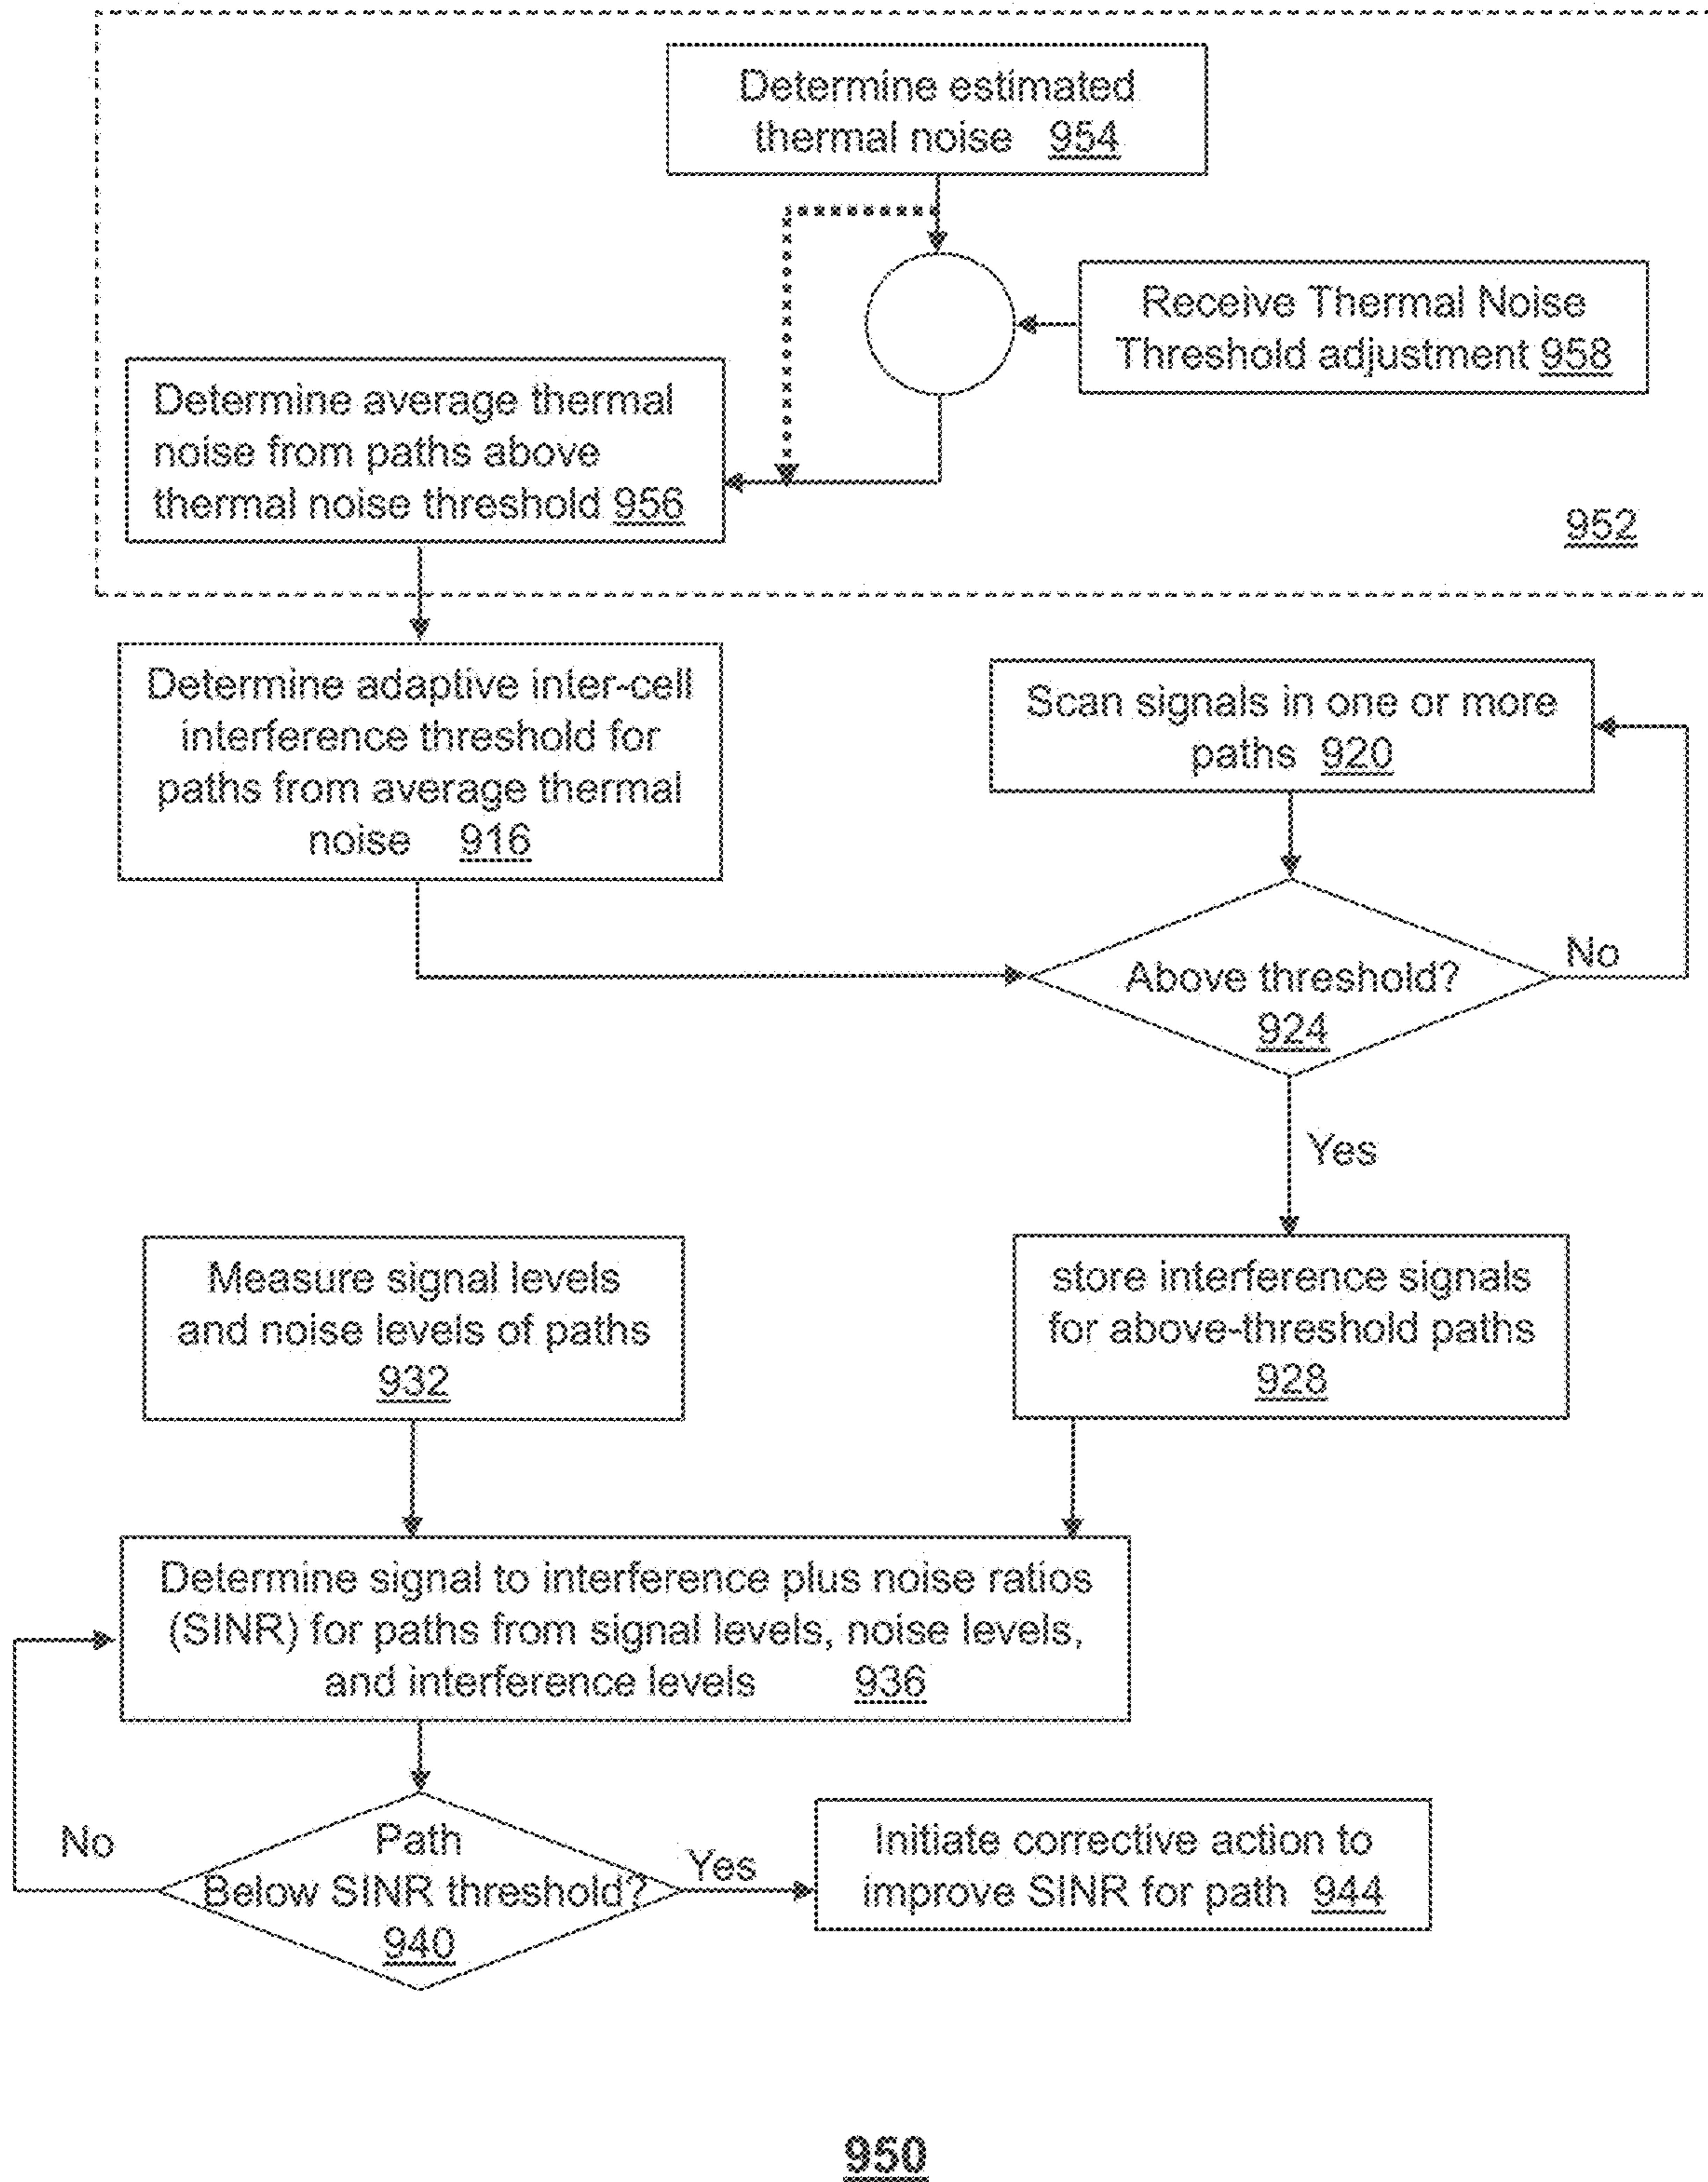 Determine estimated
thermal noise 954
Receive Thermal Noise
Threshold adjustment 958
Determine average thermal
noise from paths above
thermal noise threshold 956
952
Determine adaptive inter-cell
interference threshold for
paths from average thermal
noise 916
Scan signals in one or more
paths 920
No
Above threshold?
924
Yes
Measure signal levels
and noise levels of paths
932
store interference signals
for above-threshold paths
928
Determine signal to interference plus noise ratios
(SINR) for paths from signal levels, noise levels,
and interference levels 936
No
Path
Below SINR threshold?
940
Yes
Initiate corrective action to
improve SINR for path 944
950